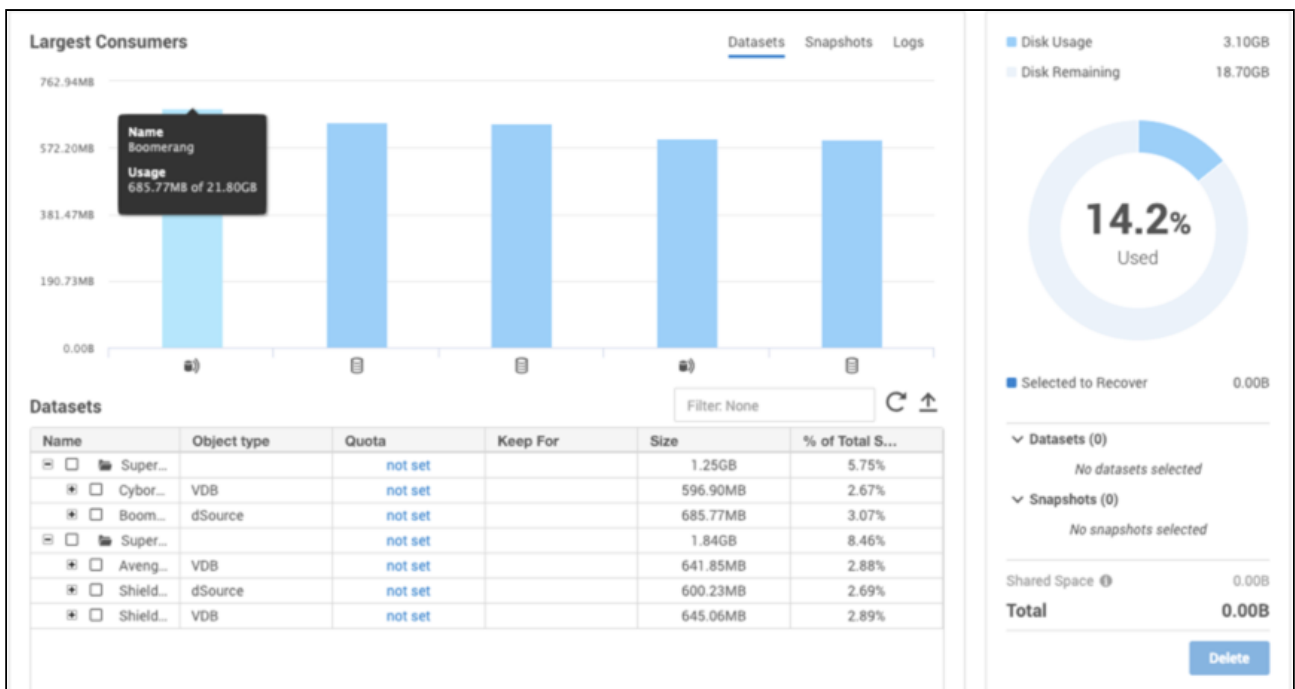 Largest Consumers
Datasets Snapshots Logs
762.94MB
572.20MB
381.47MB
190.73MB
0.00B
Name
Boomerang
Usage
685.77MB of 21.80GB
Datasets
Filter: None
Name Object type Quota Keep For Size % of Total S...
Super... not set 1.25GB 5.75%
Cybor... VDB not set 596.90MB 2.67%
Boom... dSource not set 685.77MB 3.07%
Super... not set 1.84GB 8.46%
Aveng... VDB not set 641.85MB 2.88%
Shield... dSource not set 600.23MB 2.69%
Shield... VDB not set 645.06MB 2.89%
Disk Usage 3.10GB
Disk Remaining 18.70GB
14.2%
Used
Selected to Recover 0.00B
Datasets (0)
No datasets selected
Snapshots (0)
No snapshots selected
Shared Space 0.00B
Total 0.00B
Delete